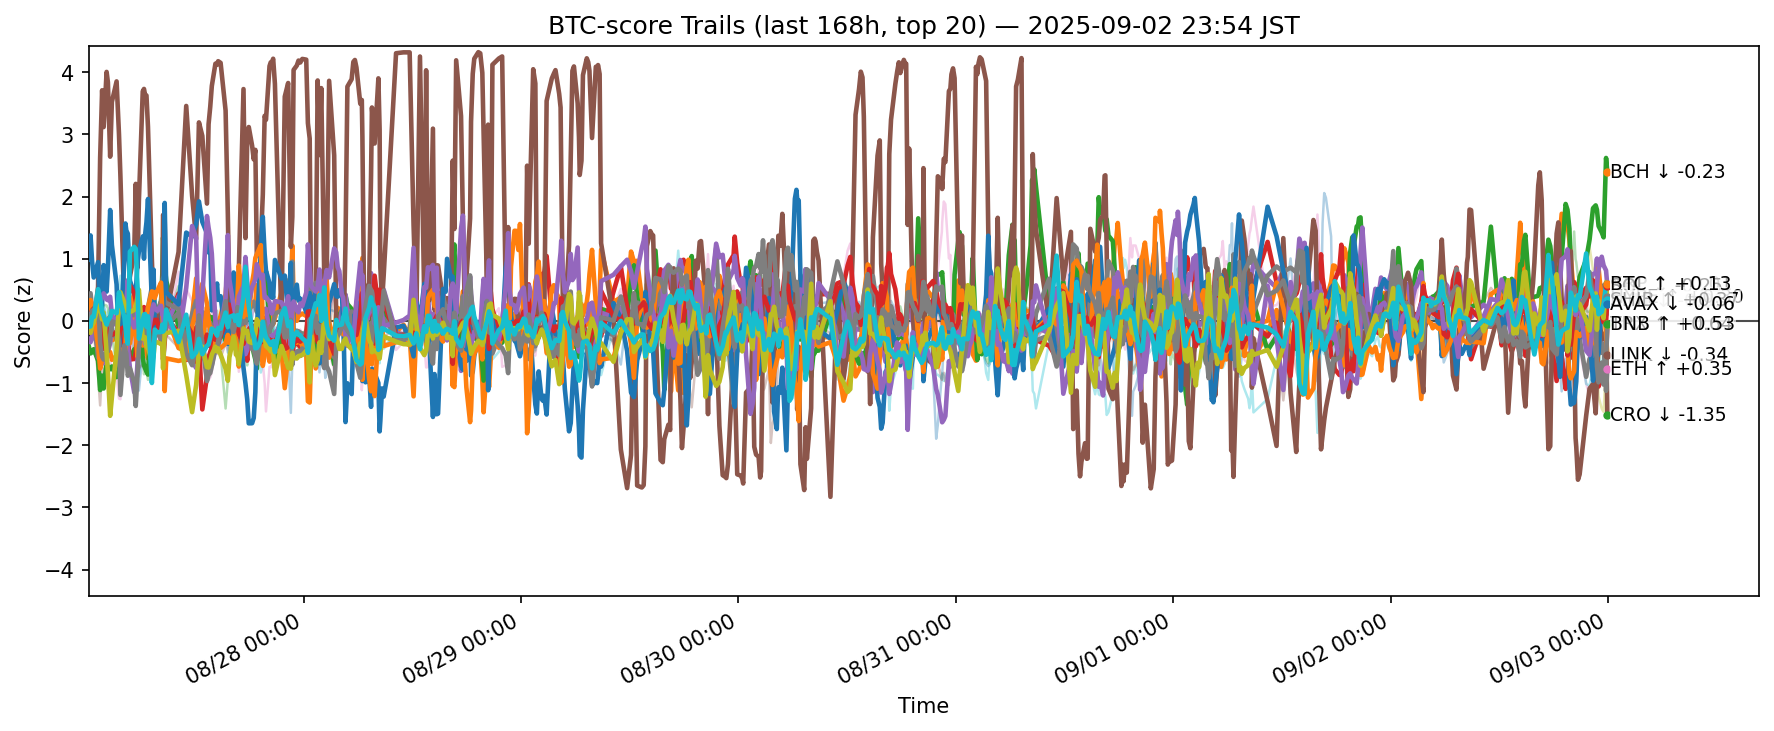 BTC-score Trails (last 168h, top 20) — 2025-09-02 23:54 JST
Score (z)
4
3
2
1
0
−1
−2
−3
−4
BCH ↓ -0.23
BTC ↑ +0.13
AVAX ↓ -0.06
BNB ↑ +0.53
LINK ↓ -0.34
ETH ↑ +0.35
CRO ↓ -1.35
08/28 00:00
08/29 00:00
08/30 00:00
08/31 00:00
09/01 00:00
09/02 00:00
09/03 00:00
Time